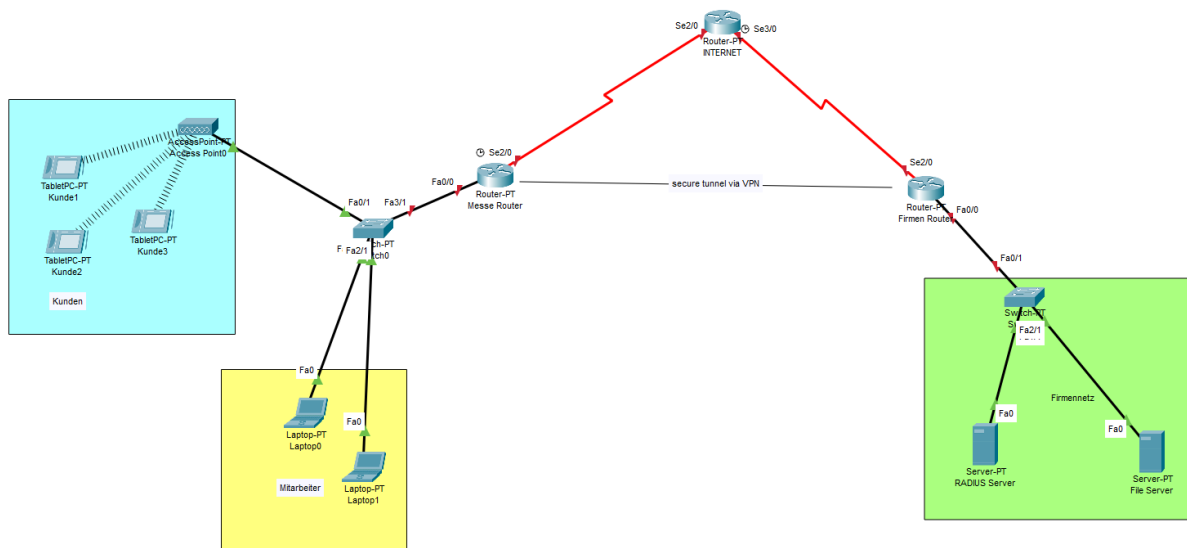 Se2/0
Se3/0
Router-PT
INTERNET
AccessPoint-PT
Access Point0
TabletPC-PT
Kunde1
TabletPC-PT
Kunde3
TabletPC-PT
Kunde2
Kunden
Se2/0
Fa0/0
Router-PT
Messe Router
secure tunnel via VPN
Se2/0
Router-PT
Firmen Router
Fa0/0
Fa0/1
Fa3/1
Fa2/1
Fa0/1
Switch-PT
Fa2/1
Fa0
Laptop-PT
Laptop0
Fa0
Laptop-PT
Laptop1
Mitarbeiter
Firmennetz
Fa0
Fa0
Server-PT
RADIUS Server
Server-PT
File Server